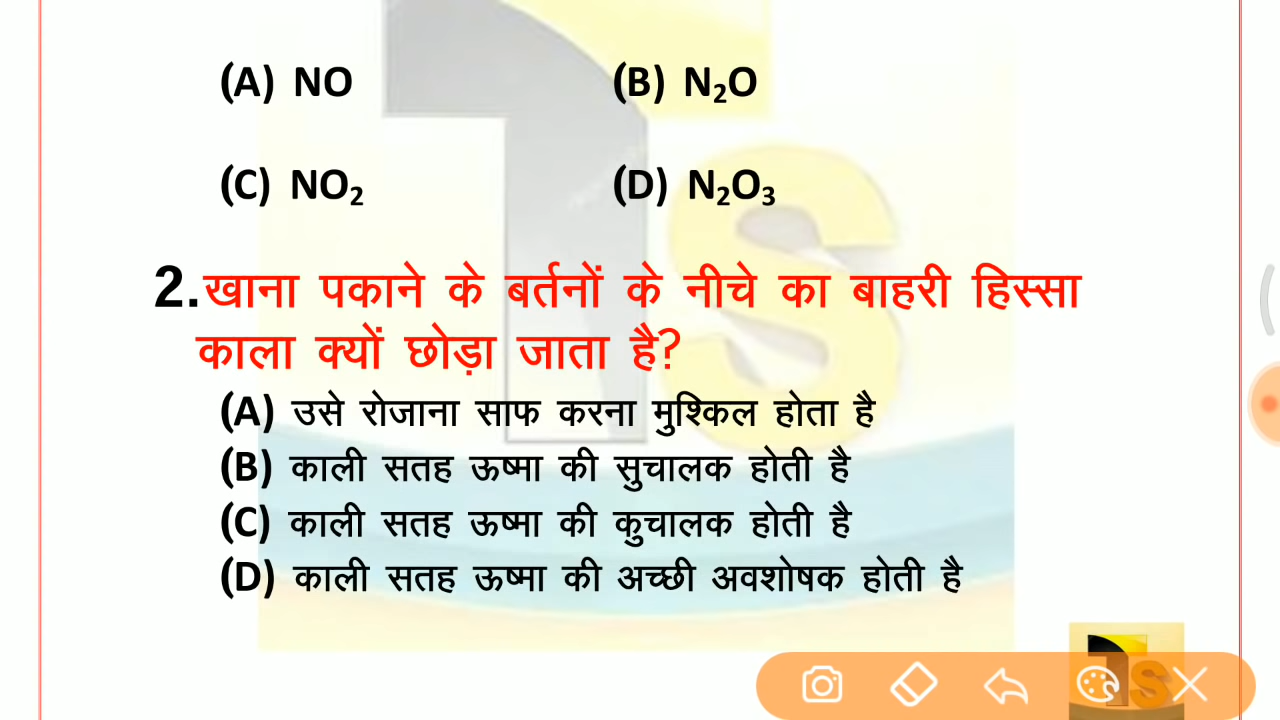 (A) NO (B) N₂O
(C) NO₂ (D) N₂O₃
2. खाना पकाने के बर्तनों के नीचे का बाहरी हिस्सा
काला क्यों छोड़ा जाता है?
(A) उसे रोजाना साफ करना मुश्किल होता है
(B) काली सतह ऊष्मा की सुचालक होती है
(C) काली सतह ऊष्मा की कुचालक होती है
(D) काली सतह ऊष्मा की अच्छी अवशोषक होती है